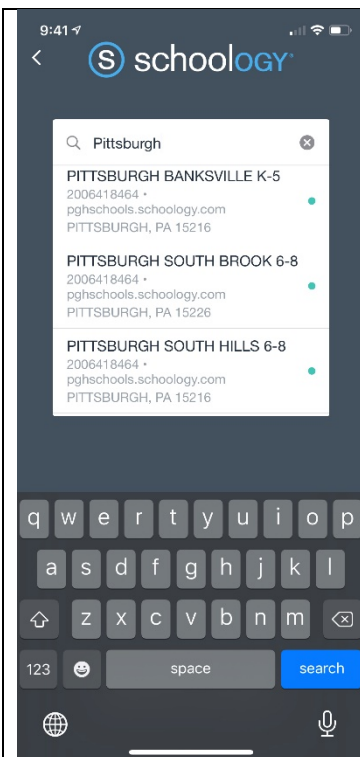 9:41
schoology
Pittsburgh
PITTSBURGH BANKSVILLE K-5
2006418464 •
pghschools.schoology.com
PITTSBURGH, PA 15216
PITTSBURGH SOUTH BROOK 6-8
2006418464 •
pghschools.schoology.com
PITTSBURGH, PA 15226
PITTSBURGH SOUTH HILLS 6-8
2006418464 •
pghschools.schoology.com
PITTSBURGH, PA 15216
q w e r t y u i o p
a s d f g h j k l
z x c v b n m
123 space search